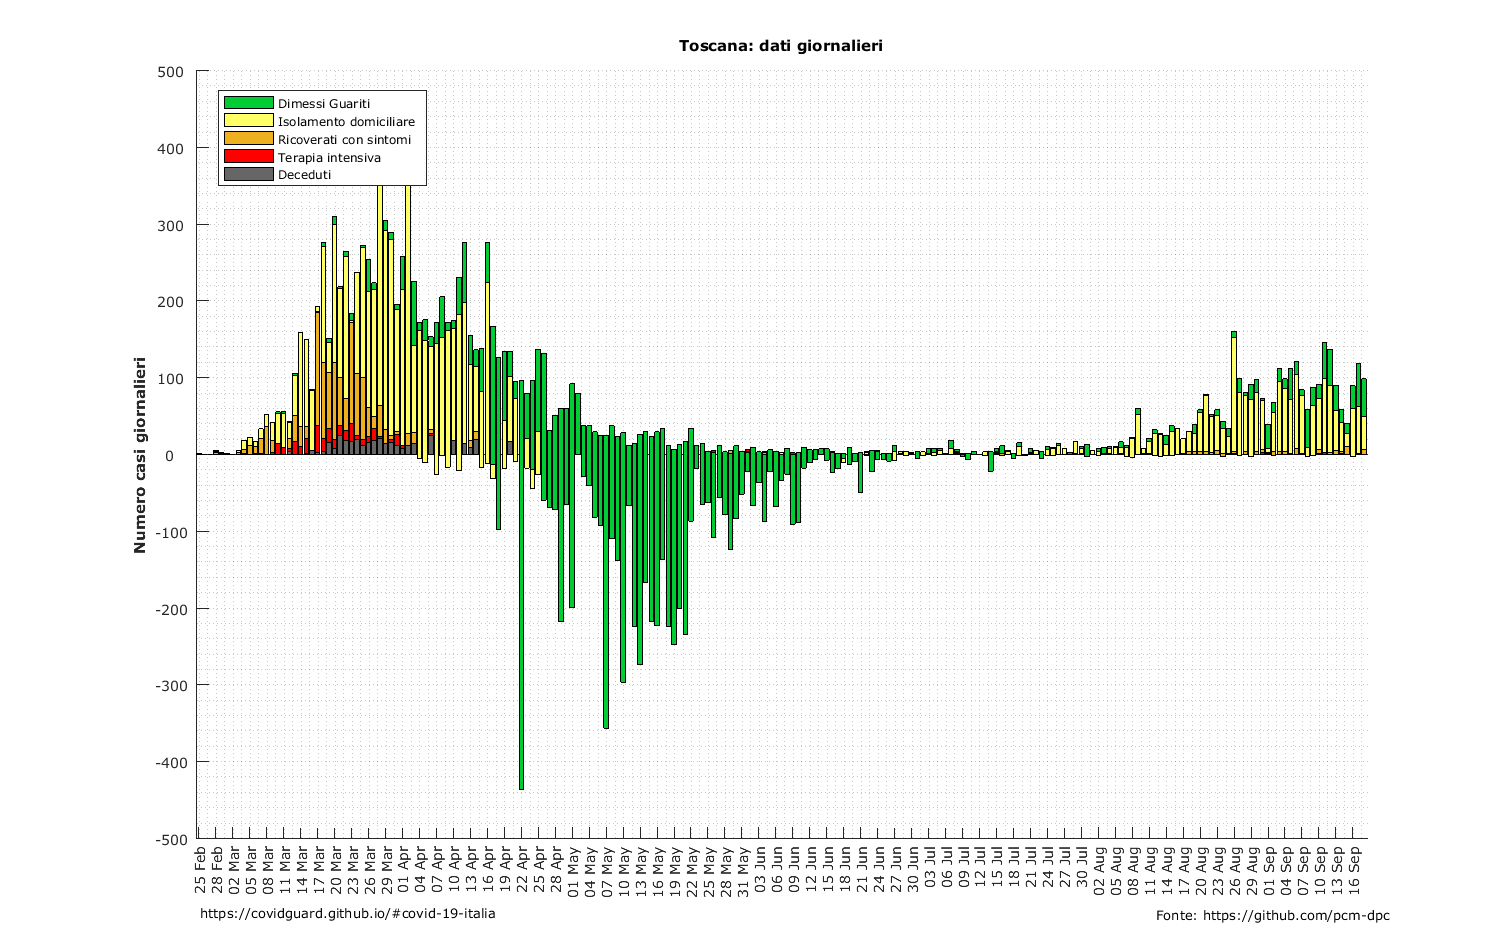 Toscana: dati giornalieri
500
400
300
200
100
0
-100
-200
-300
-400
-500
Numero casi giornalieri
Dimessi Guariti
Isolamento domiciliare
Ricoverati con sintomi
Terapia intensiva
Deceduti
25 Feb
28 Feb
02 Mar
05 Mar
08 Mar
11 Mar
14 Mar
17 Mar
20 Mar
23 Mar
26 Mar
29 Mar
01 Apr
04 Apr
07 Apr
10 Apr
13 Apr
16 Apr
19 Apr
22 Apr
25 Apr
28 Apr
01 May
04 May
07 May
10 May
13 May
16 May
19 May
22 May
25 May
28 May
31 May
03 Jun
06 Jun
09 Jun
12 Jun
15 Jun
18 Jun
21 Jun
24 Jun
27 Jun
30 Jun
03 Jul
06 Jul
09 Jul
12 Jul
15 Jul
18 Jul
21 Jul
24 Jul
27 Jul
30 Jul
02 Aug
05 Aug
08 Aug
11 Aug
14 Aug
17 Aug
20 Aug
23 Aug
26 Aug
29 Aug
01 Sep
04 Sep
07 Sep
10 Sep
13 Sep
16 Sep
https://covidguard.github.io/#covid-19-italia
Fonte: https://github.com/pcm-dpc